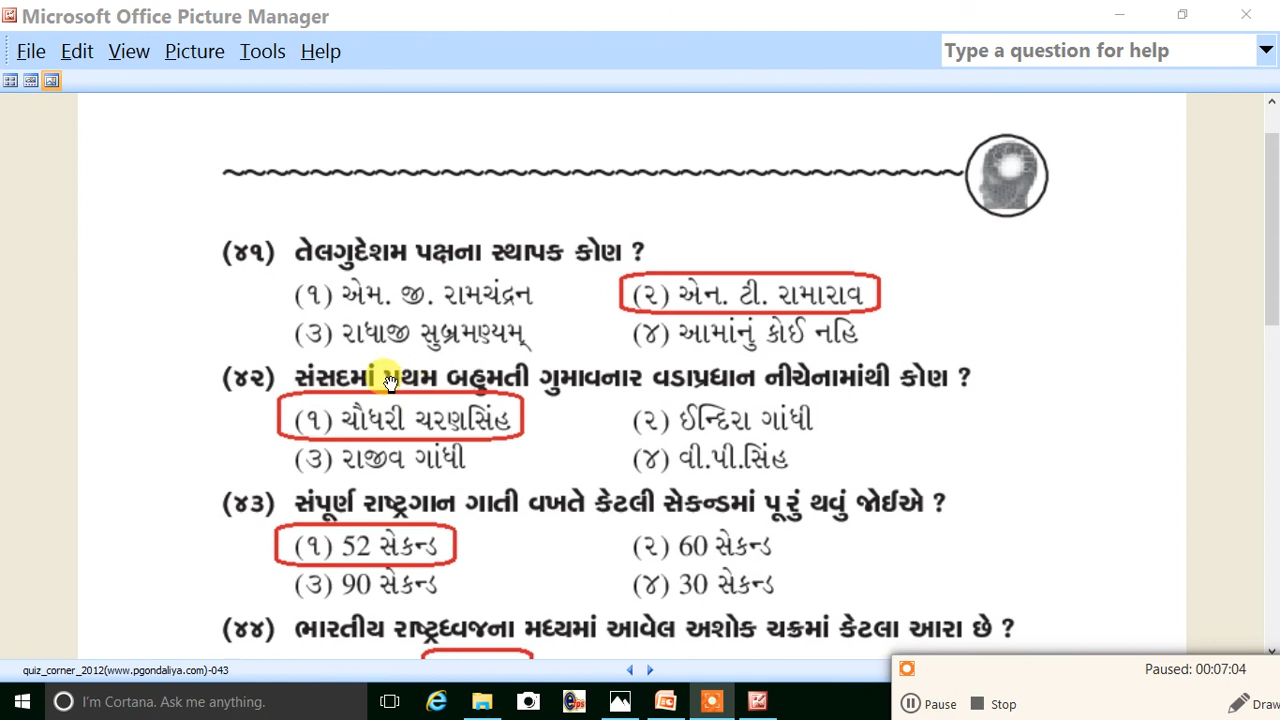 Microsoft Office Picture Manager
File Edit View Picture Tools Help
Type a question for help
(૪૧) તેલગુદેશમ પક્ષના સ્થાપક કોણ ?
(૧) એમ. જી. રામચંદ્રન (૨) એન. ટી. રામારાવ
(૩) રાધાજી સુબ્રમણ્યમ્ (૪) આમાંનું કોઈ નહિ
(૪૨) સંસદમાં પ્રથમ બહુમતી ગુમાવનાર વડાપ્રધાન નીચેનામાંથી કોણ ?
(૧) ચૌધરી ચરણસિંહ (૨) ઈન્દિરા ગાંધી
(૩) રાજીવ ગાંધી (૪) વી.પી.સિંહ
(૪૩) સંપૂર્ણ રાષ્ટ્રગાન ગાતી વખતે કેટલી સેકન્ડમાં પૂરું થવું જોઈએ ?
(૧) 52 સેકન્ડ (૨) 60 સેકન્ડ
(૩) 90 સેકન્ડ (૪) 30 સેકન્ડ
(૪૪) ભારતીય રાષ્ટ્રધ્વજના મધ્યમાં આવેલ અશોક ચક્રમાં કેટલા આરા છે ?
quiz_corner_2012(www.pgondaliya.com)-043
Paused: 00:07:04
I'm Cortana. Ask me anything.
Pause Stop Draw